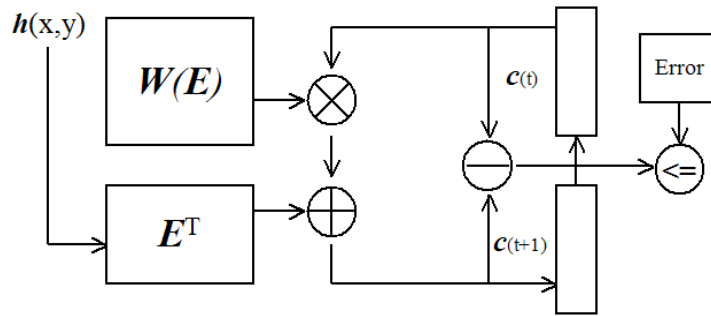 h(x,y)
W(E)
c(t)
Error
<=
E^T
c(t+1)